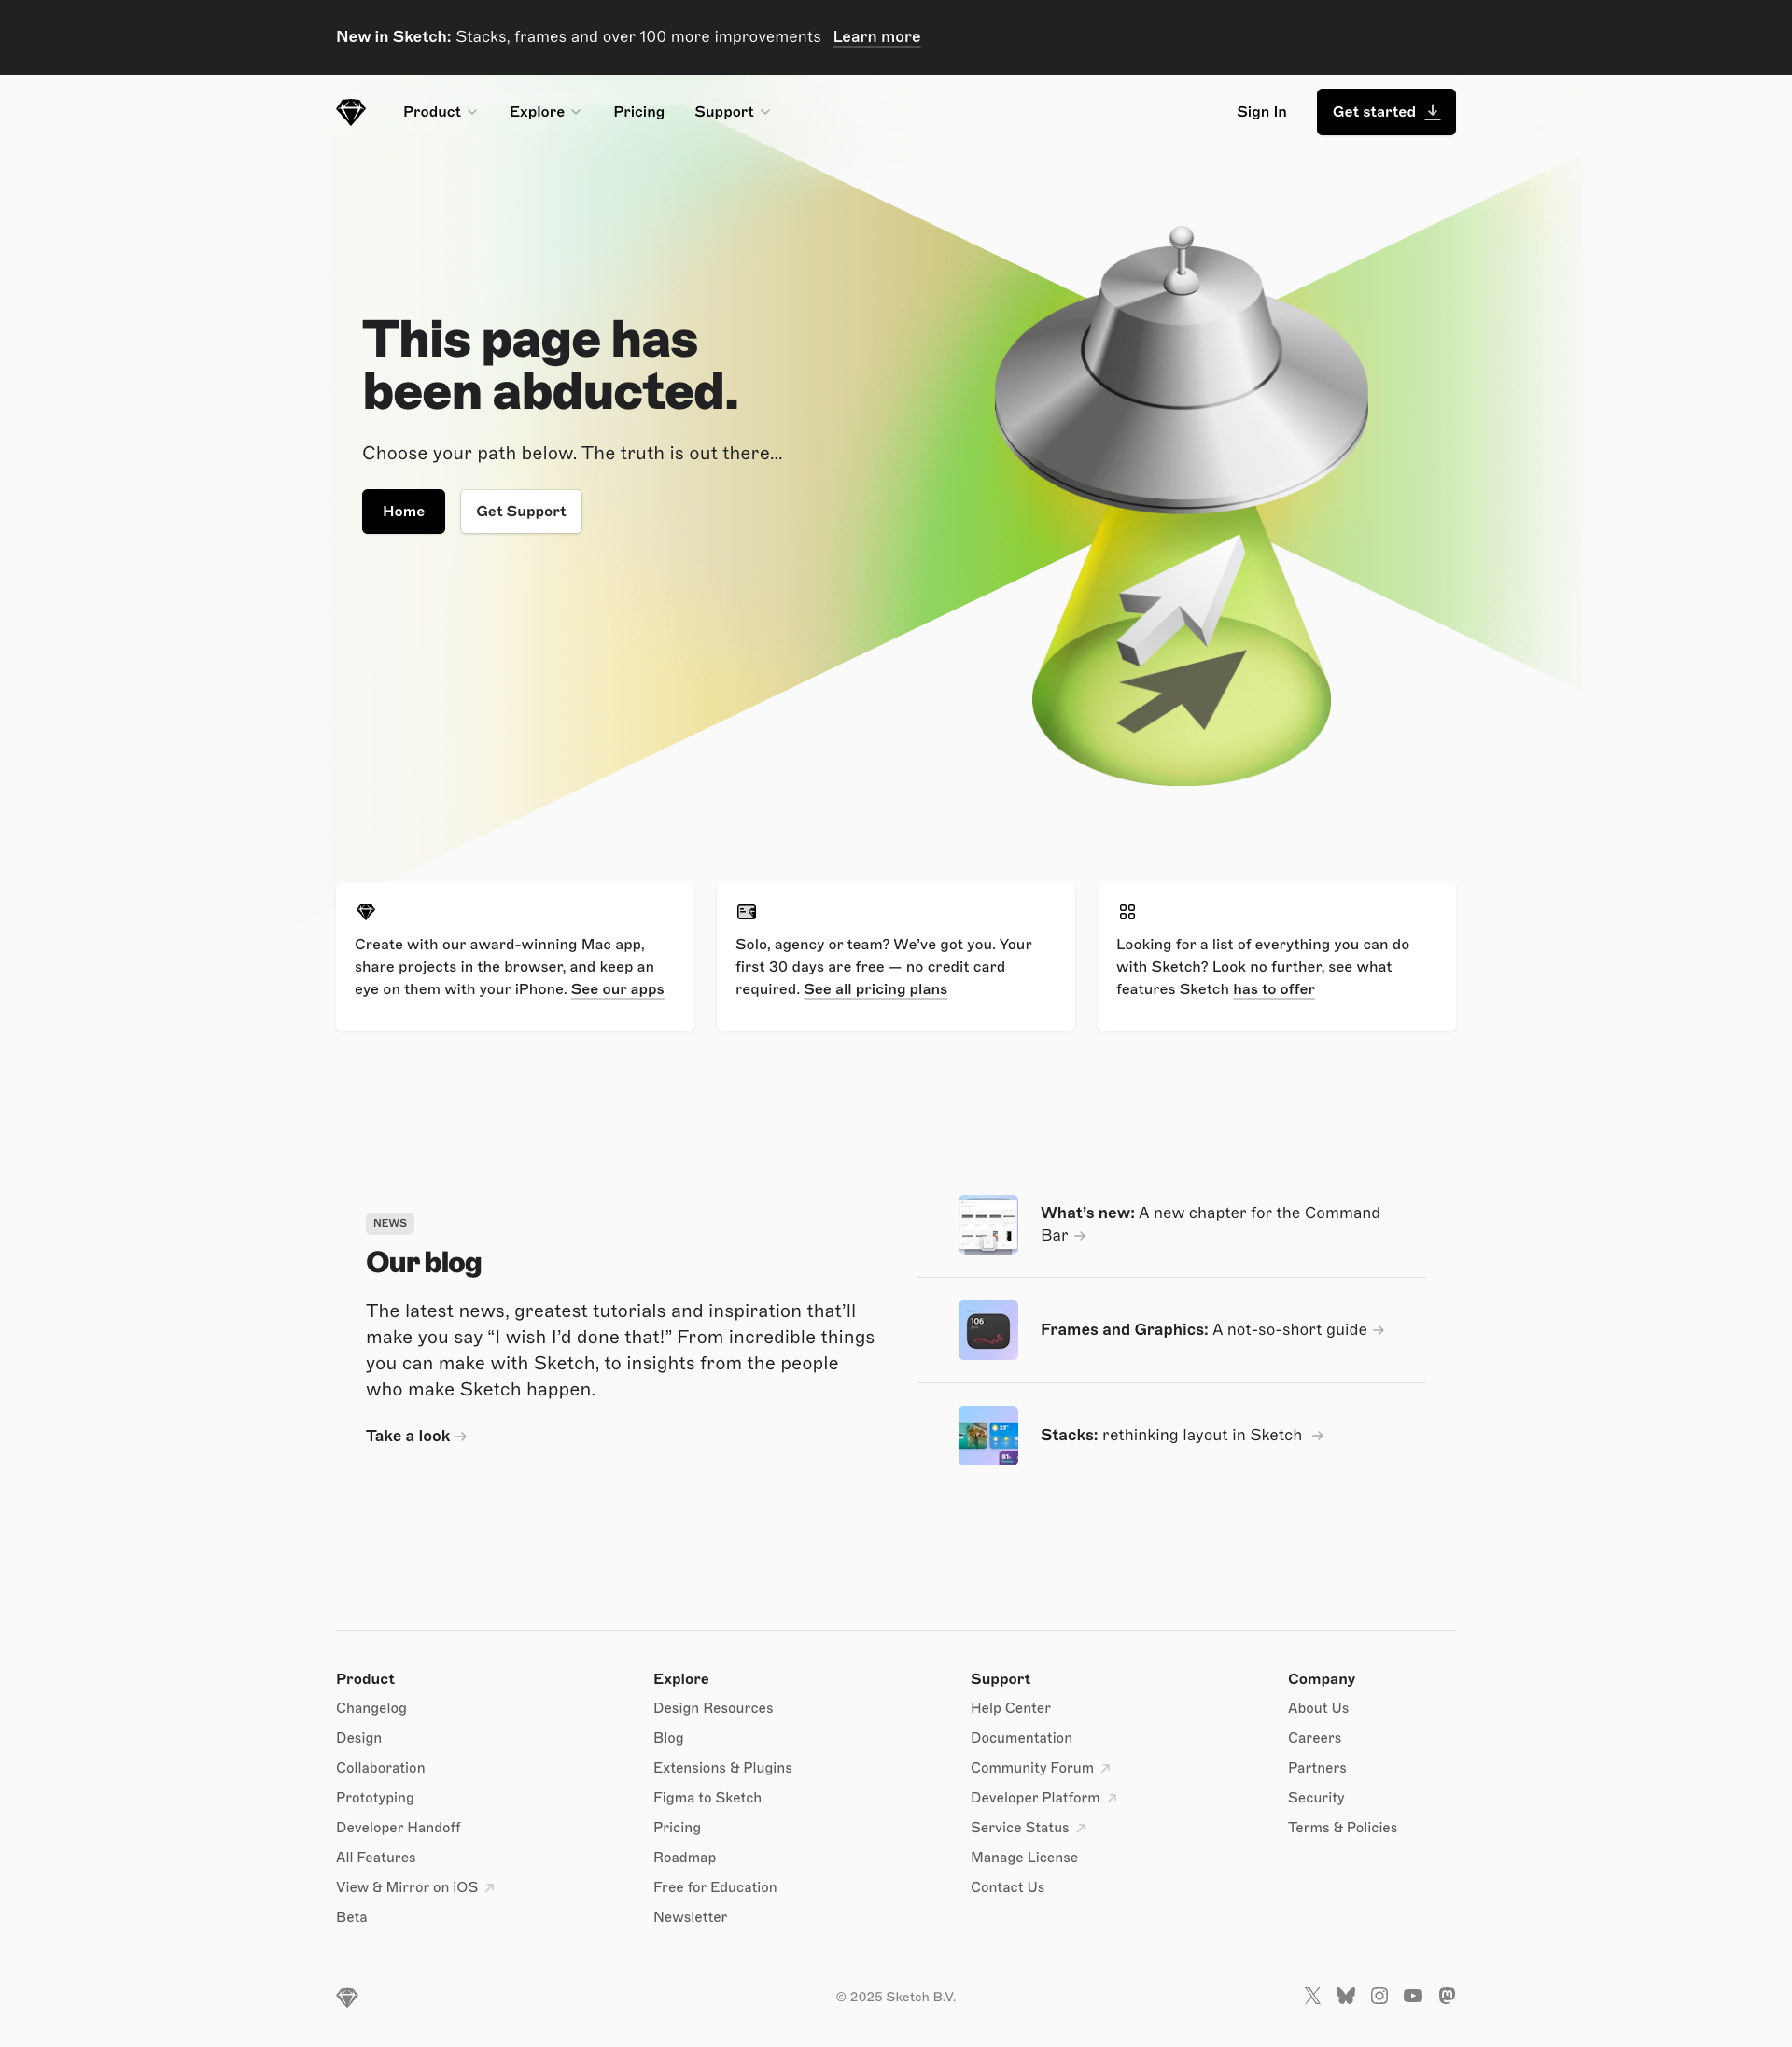 New in Sketch: Stacks, frames and over 100 more improvements Learn more
Product Explore Pricing Support Sign In Get started
This page has
been abducted.
Choose your path below. The truth is out there...
Home Get Support
Create with our award-winning Mac app,
share projects in the browser, and keep an
eye on them with your iPhone. See our apps
Solo, agency or team? We’ve got you. Your
first 30 days are free — no credit card
required. See all pricing plans
Looking for a list of everything you can do
with Sketch? Look no further, see what
features Sketch has to offer
NEWS
Our blog
The latest news, greatest tutorials and inspiration that’ll
make you say “I wish I’d done that!” From incredible things
you can make with Sketch, to insights from the people
who make Sketch happen.
Take a look →
What’s new: A new chapter for the Command
Bar →
106
Frames and Graphics: A not-so-short guide →
23°
81
Stacks: rethinking layout in Sketch →
Product
Changelog
Design
Collaboration
Prototyping
Developer Handoff
All Features
View & Mirror on iOS ↗
Beta
Explore
Design Resources
Blog
Extensions & Plugins
Figma to Sketch
Pricing
Roadmap
Free for Education
Newsletter
Support
Help Center
Documentation
Community Forum ↗
Developer Platform ↗
Service Status ↗
Manage License
Contact Us
Company
About Us
Careers
Partners
Security
Terms & Policies
© 2025 Sketch B.V.